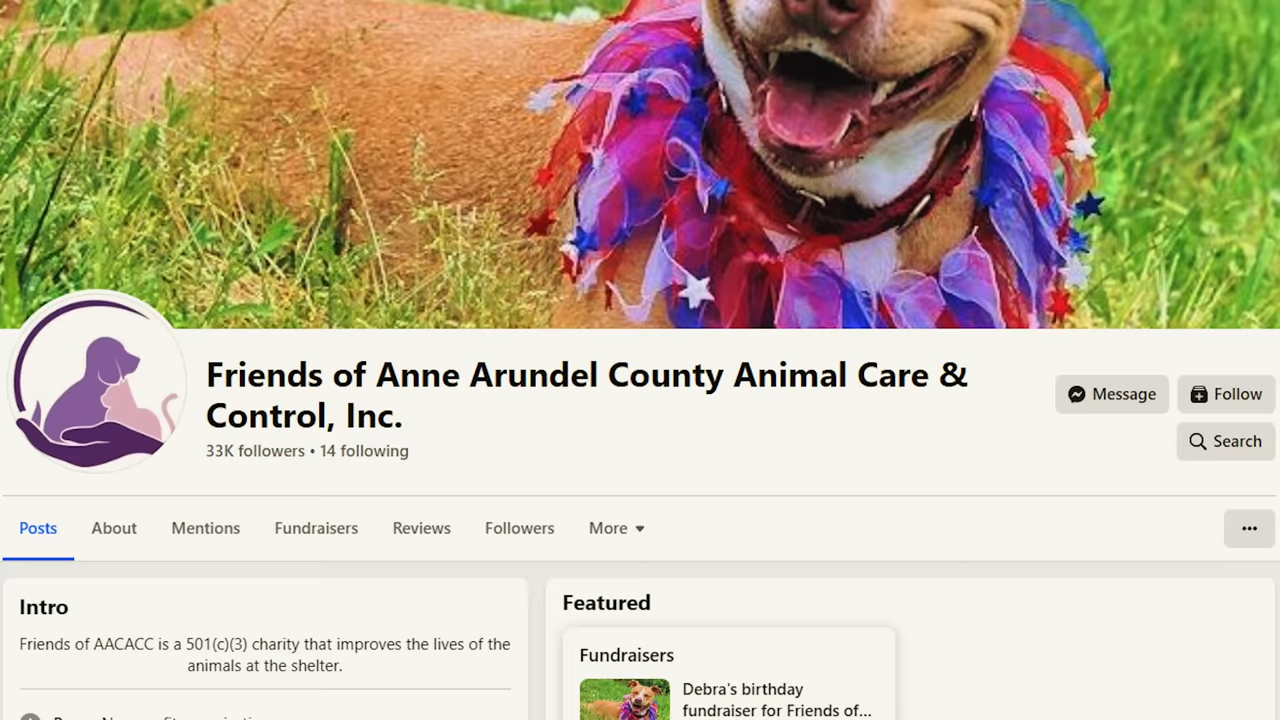 Friends of Anne Arundel County Animal Care &
Control, Inc.
33K followers • 14 following
Message
Follow
Search
Posts
About
Mentions
Fundraisers
Reviews
Followers
More
Intro
Friends of AACACC is a 501(c)(3) charity that improves the lives of the
animals at the shelter.
Featured
Fundraisers
Debra's birthday
fundraiser for Friends of...